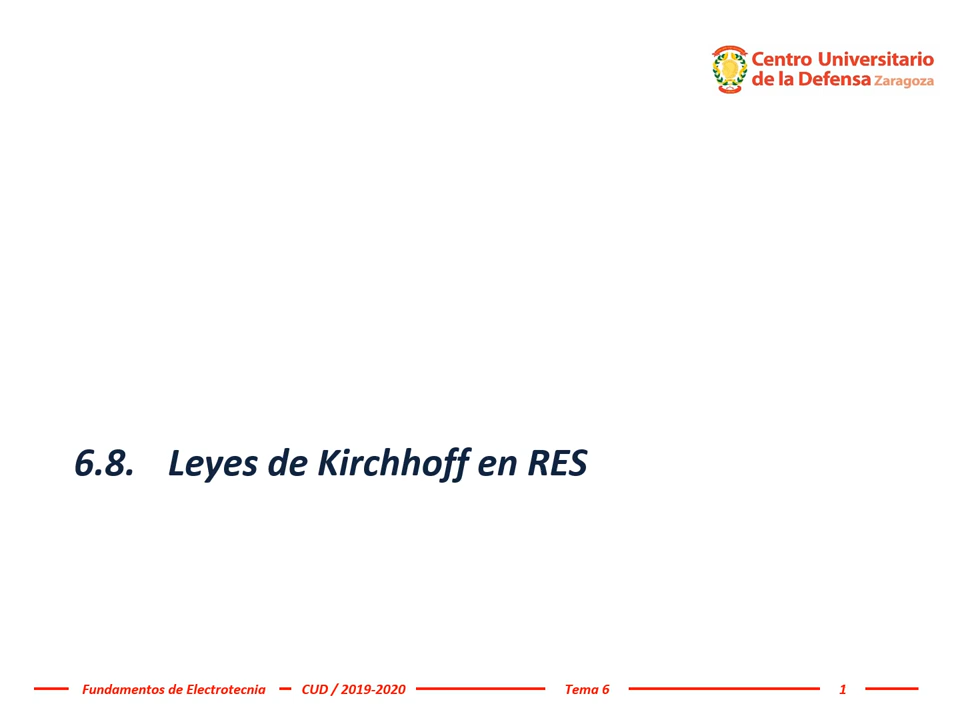 Centro Universitario
de la Defensa Zaragoza
6.8. Leyes de Kirchhoff en RES
Fundamentos de Electrotecnia CUD / 2019-2020 Tema 6 1